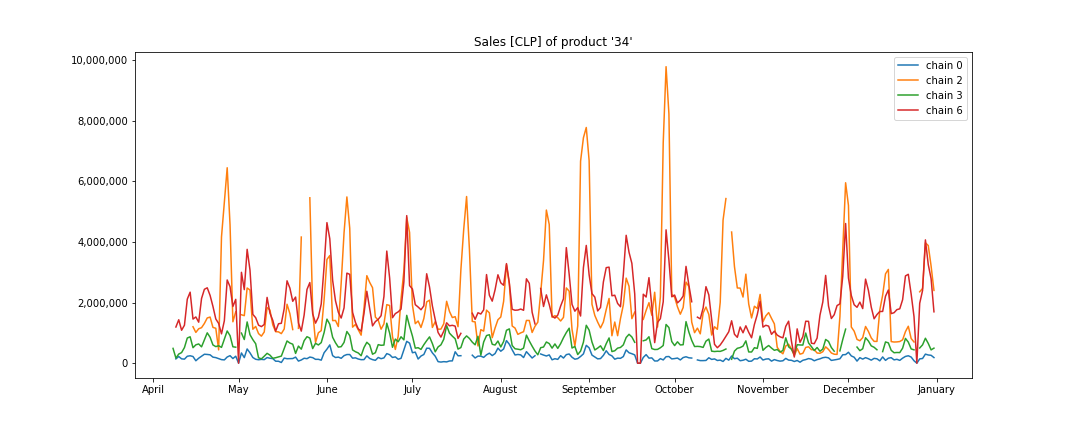 Sales [CLP] of product '34'
10,000,000
8,000,000
6,000,000
4,000,000
2,000,000
0
chain 0
chain 2
chain 3
chain 6
April May June July August September October November December January